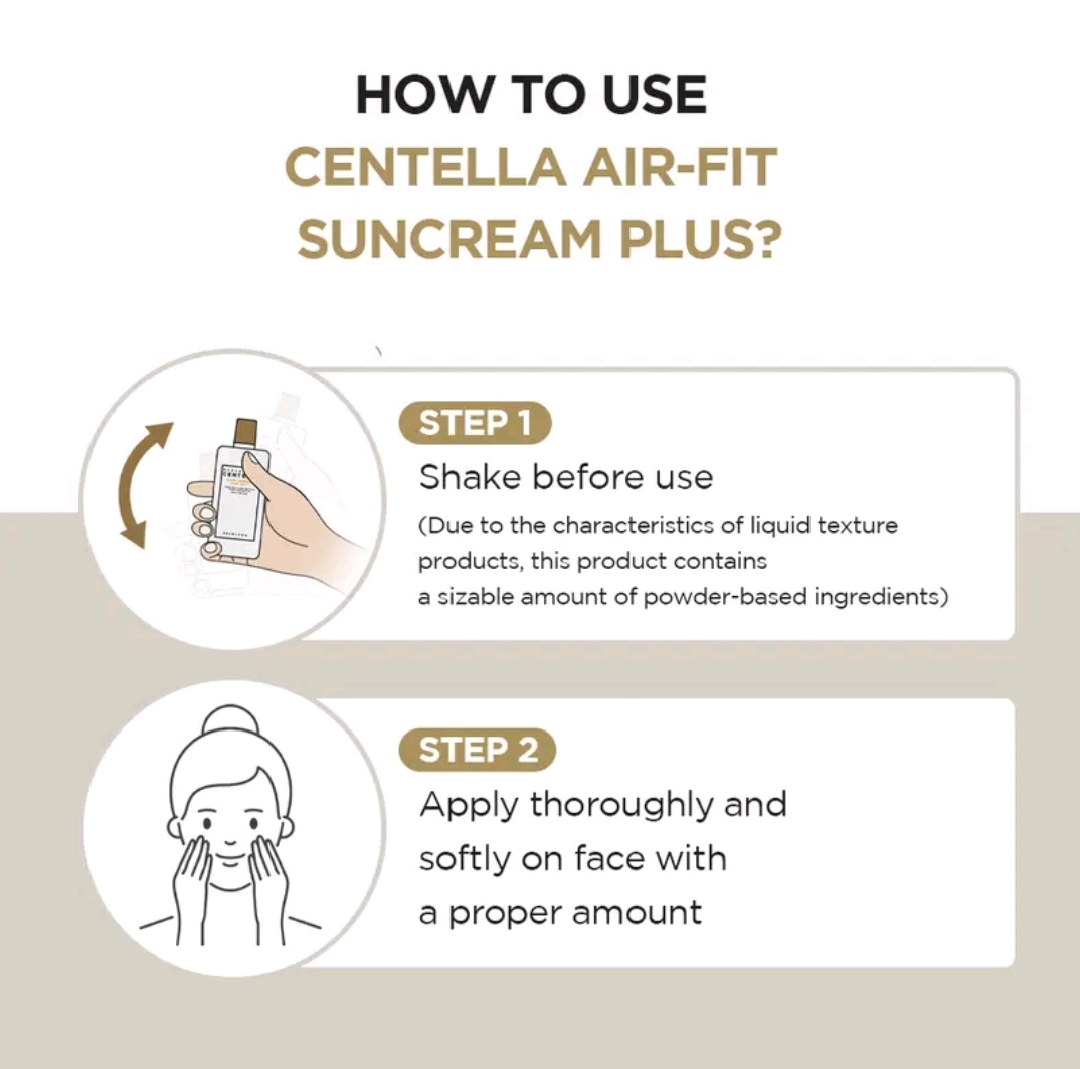 HOW TO USE
CENTELLA AIR-FIT
SUNCREAM PLUS?
STEP 1
Shake before use
(Due to the characteristics of liquid texture
products, this product contains
a sizable amount of powder-based ingredients)
STEP 2
Apply thoroughly and
softly on face with
a proper amount